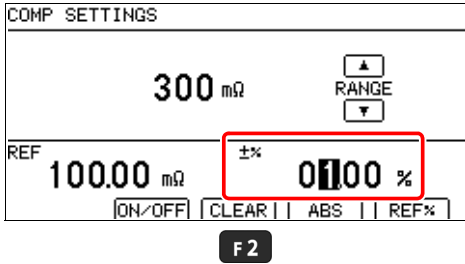 COMP SETTINGS
300 mΩ
▲
RANGE
▼
REF 100.00 mΩ ±% 01.00 %
ON/OFF CLEAR ABS REF%
F2